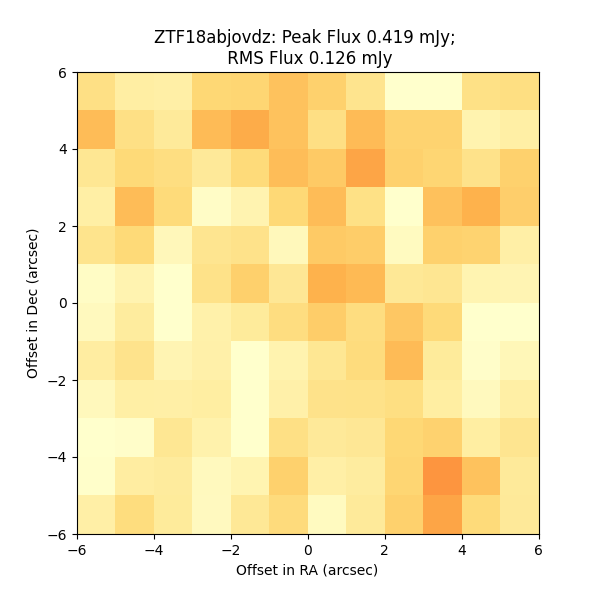 ZTF18abjovdz: Peak Flux 0.419 mJy;
RMS Flux 0.126 mJy
6
4
2
0
−2
−4
−6
Offset in Dec (arcsec)
−6 −4 −2 0 2 4 6
Offset in RA (arcsec)